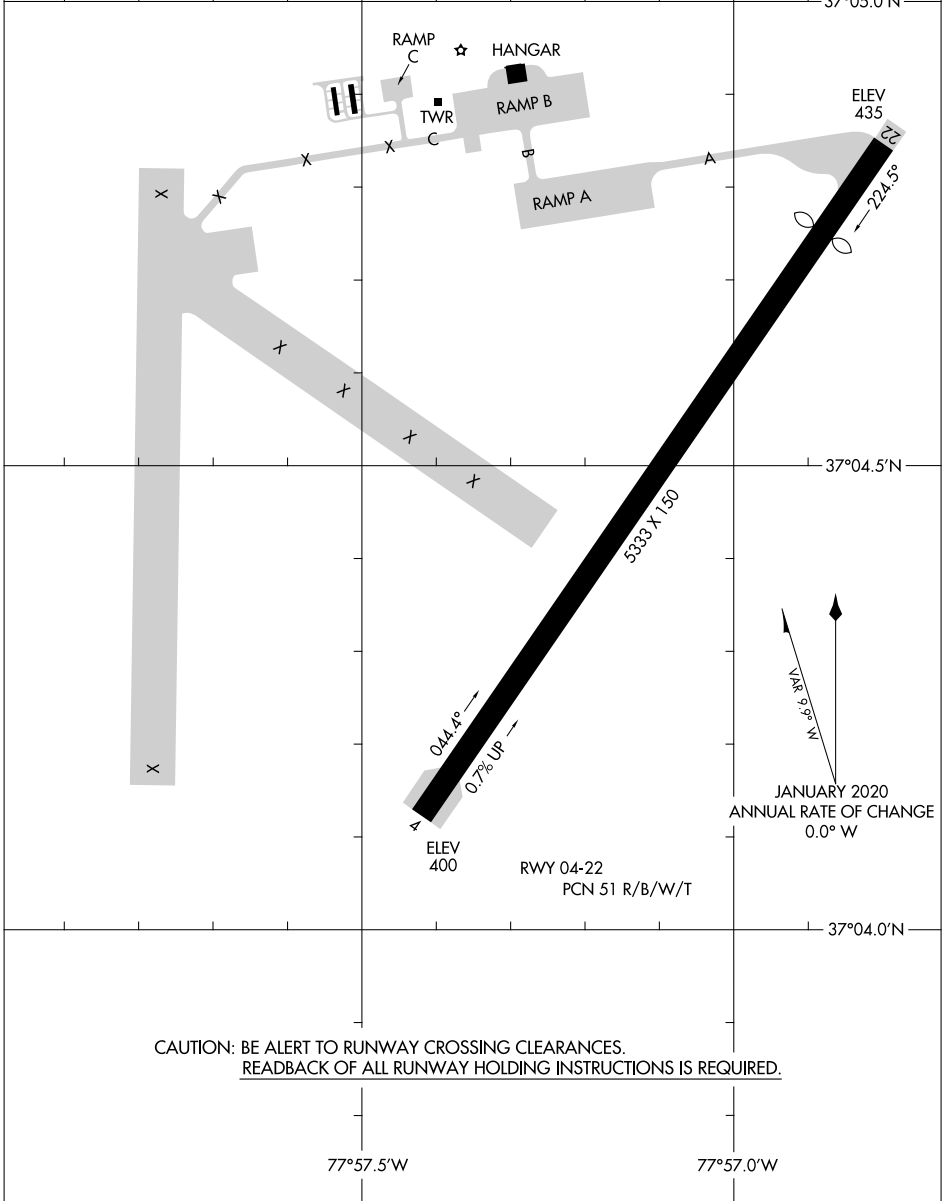 37°05.0'N
RAMP
C
HANGAR
TWR
RAMP B
C
ELEV
435
22
X
X
X
X
B
A
RAMP A
224.5°
X
X
X
X
37°04.5'N
5333 X 150
VAR 9.9° W
044.4°
0.7% UP
X
JANUARY 2020
ANNUAL RATE OF CHANGE
0.0° W
4
ELEV
400
RWY 04-22
PCN 51 R/B/W/T
37°04.0'N
CAUTION: BE ALERT TO RUNWAY CROSSING CLEARANCES.
READBACK OF ALL RUNWAY HOLDING INSTRUCTIONS IS REQUIRED.
77°57.5'W
77°57.0'W